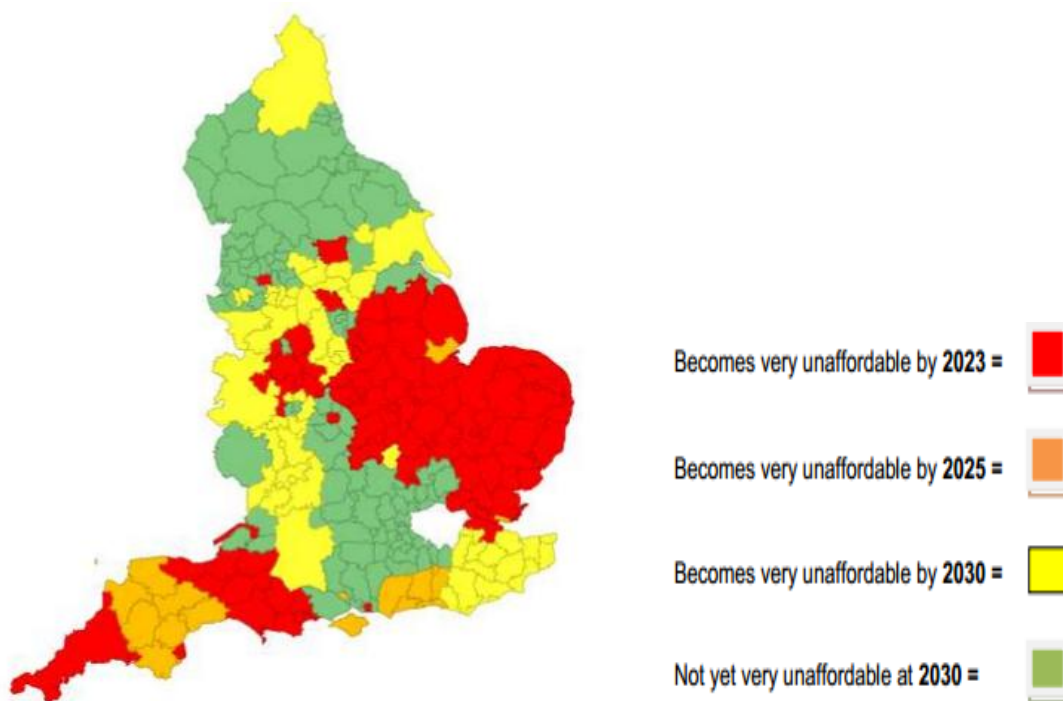 Becomes very unaffordable by 2023 =
Becomes very unaffordable by 2025 =
Becomes very unaffordable by 2030 =
Not yet very unaffordable at 2030 =